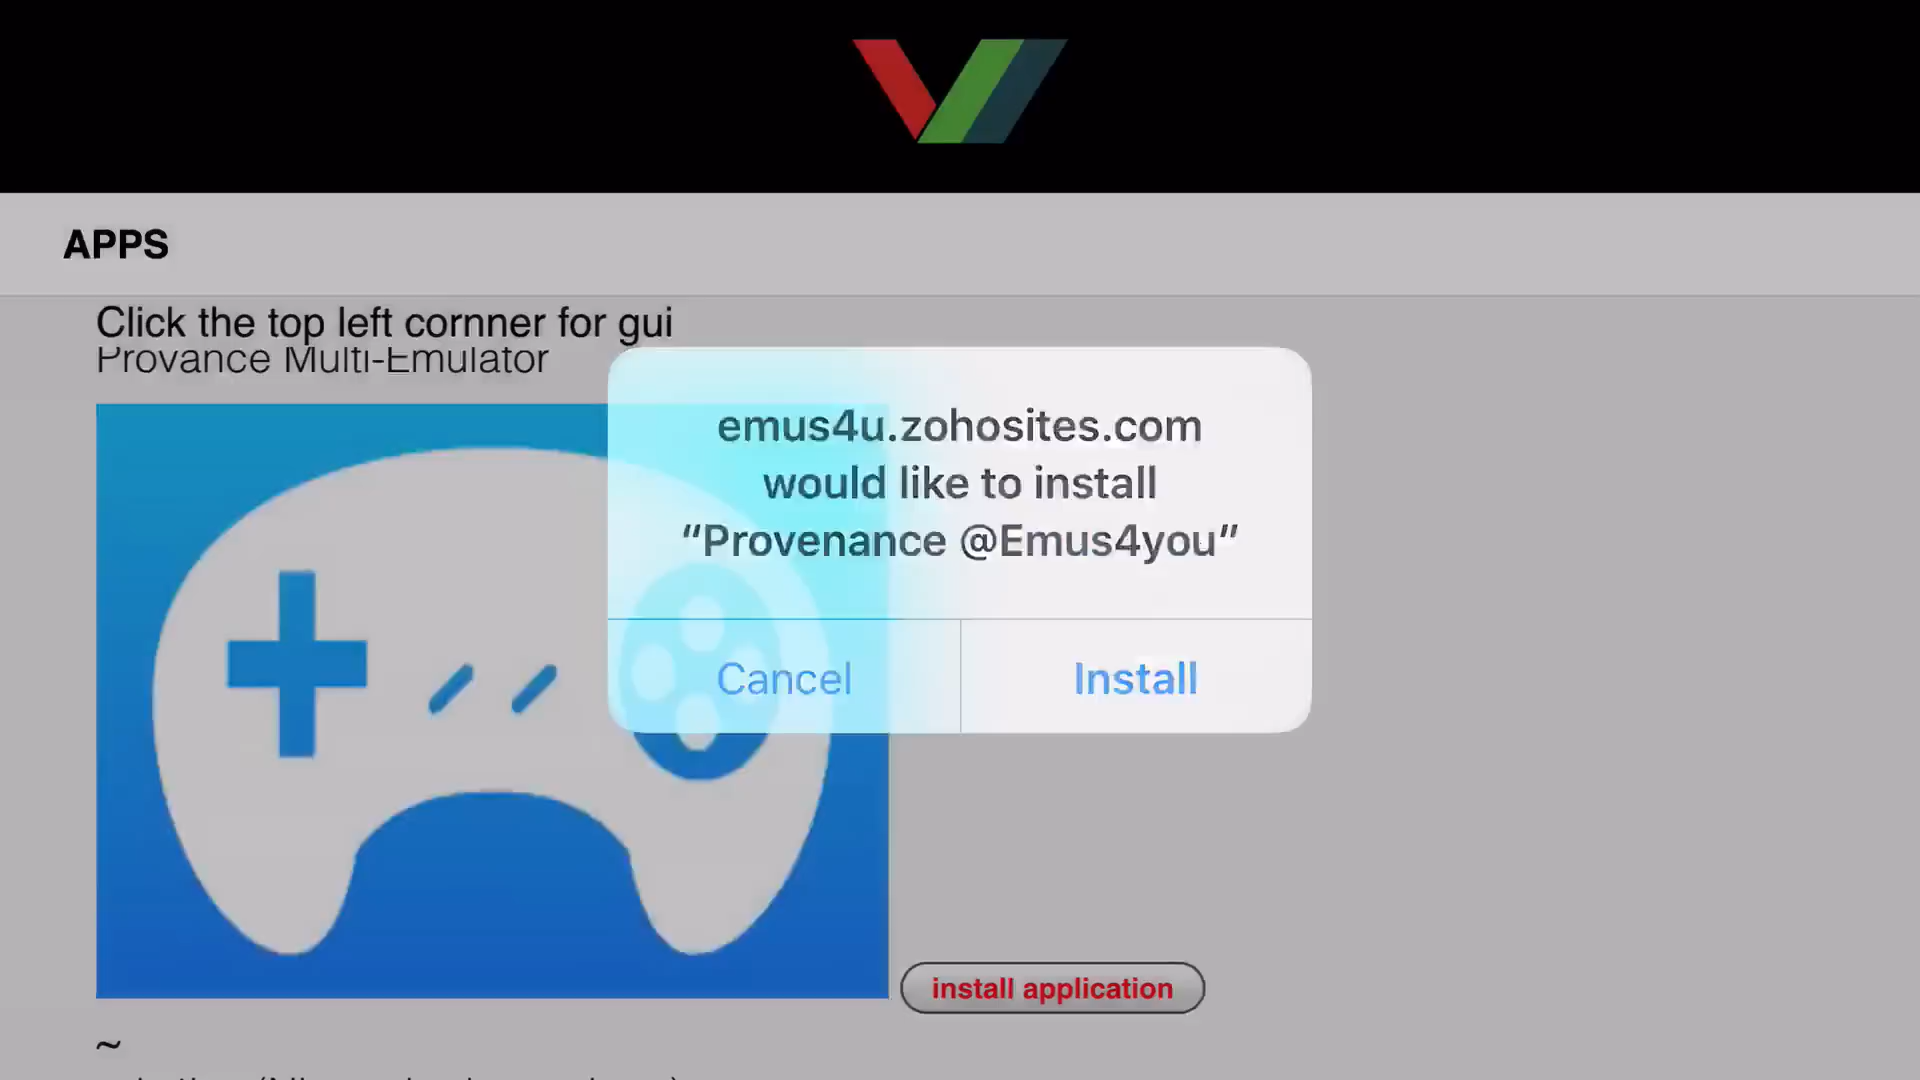 APPS
Click the top left cornner for gui
Provance Multi-Emulator
emus4u.zohosites.com
would like to install
“Provenance @Emus4you”
Cancel
Install
install application
~